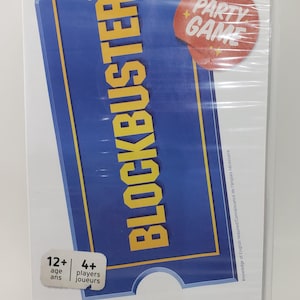 PARTY
GAME
BLOCKBUSTER
12+
age
ans
4+
players
joueurs